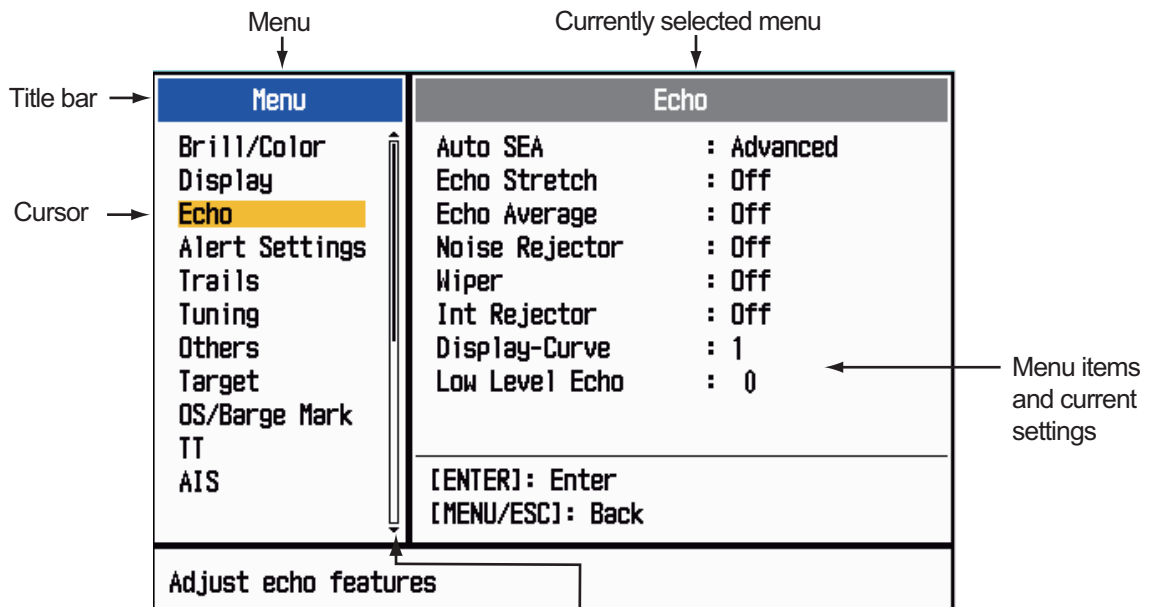 Menu
Currently selected menu
Title bar
Menu
Echo
Brill/Color
Display
Cursor
Echo
Alert Settings
Trails
Tuning
Others
Target
OS/Barge Mark
TT
AIS
Auto SEA : Advanced
Echo Stretch : Off
Echo Average : Off
Noise Rejector : Off
Wiper : Off
Int Rejector : Off
Display-Curve : 1
Low Level Echo : 0
Menu items
and current
settings
[ENTER]: Enter
[MENU/ESC]: Back
Adjust echo features